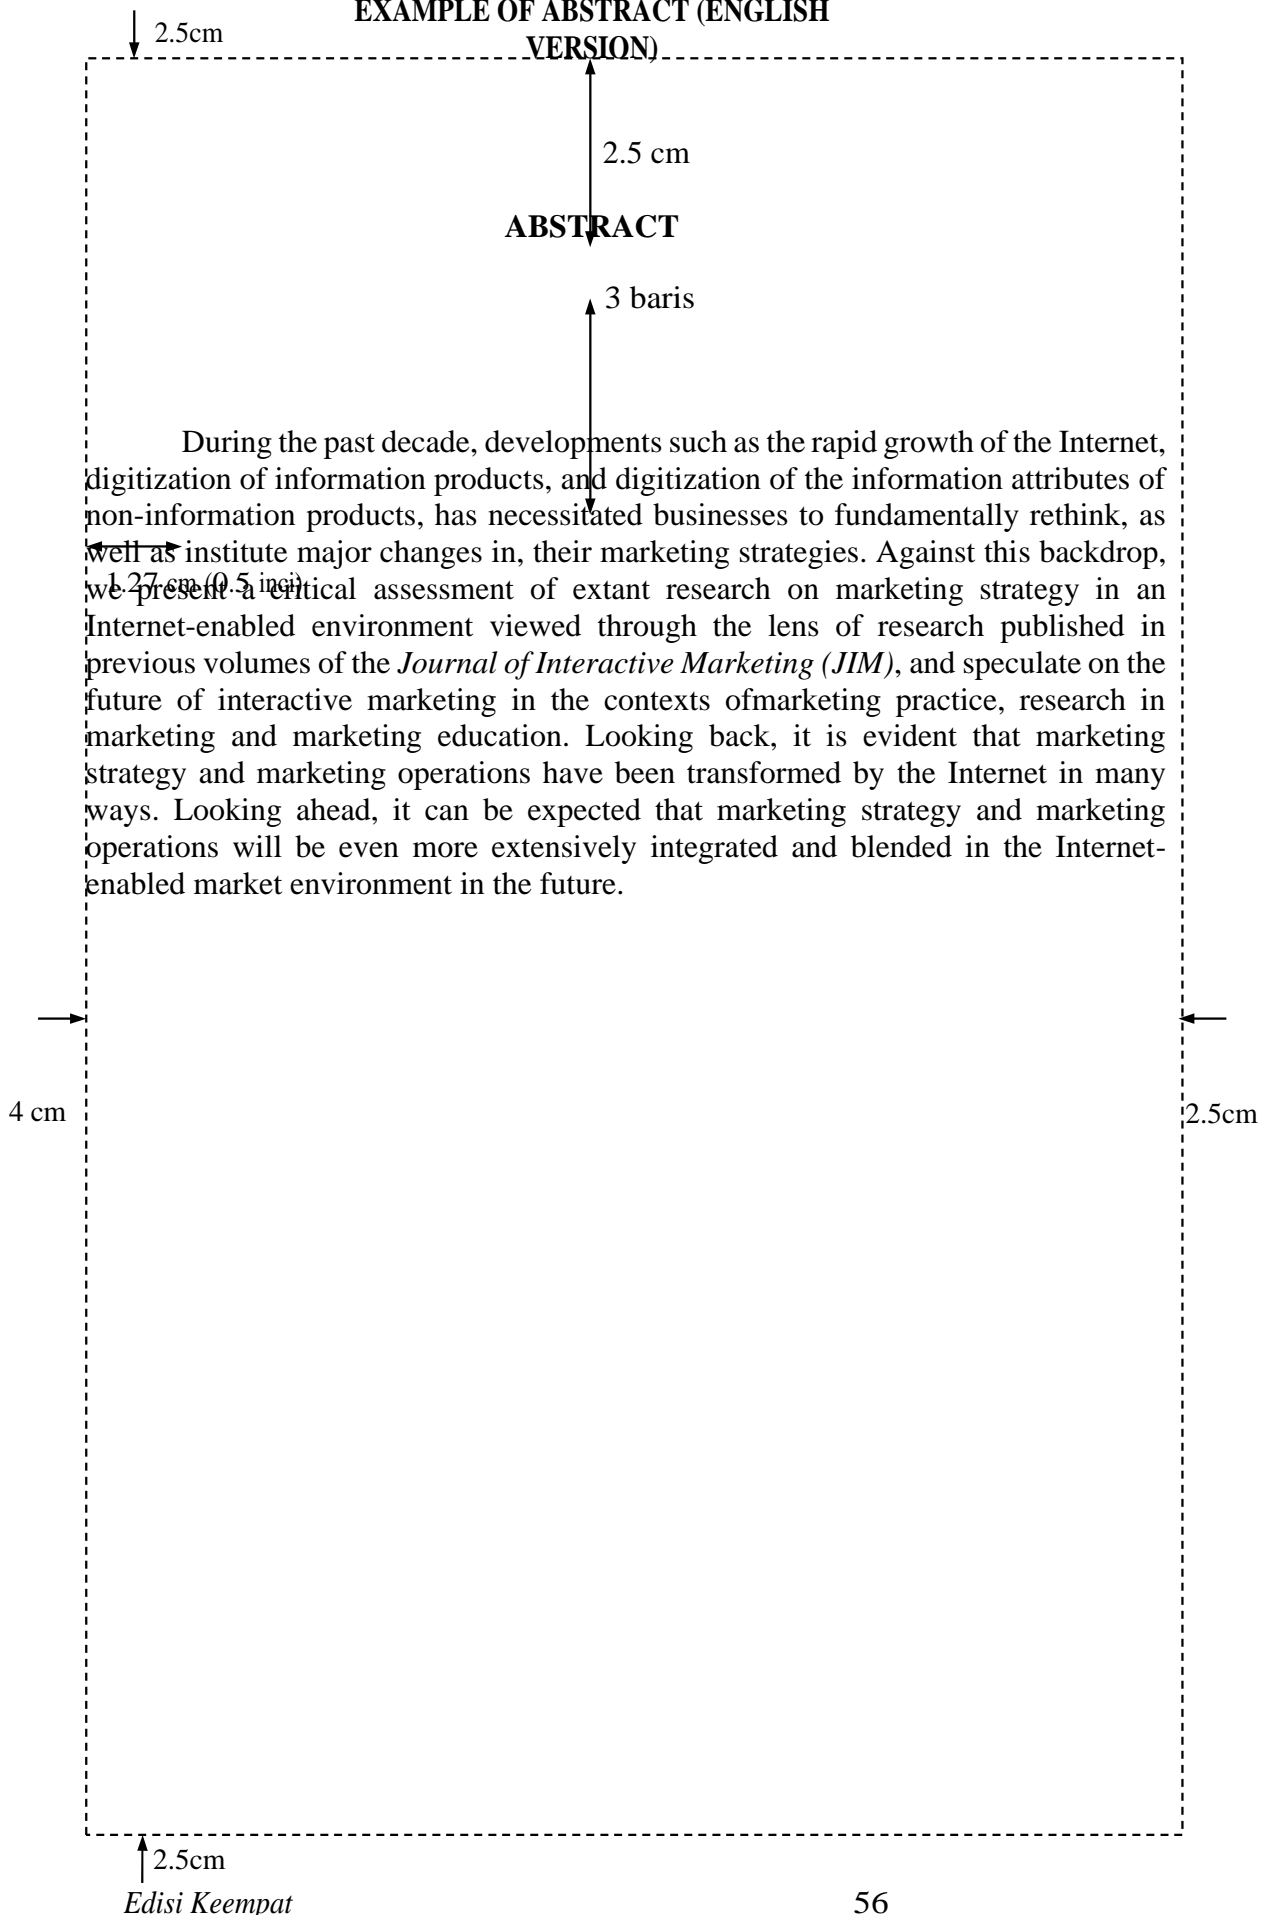 EXAMPLE OF ABSTRACT (ENGLISH
VERSION)
2.5cm
2.5 cm
ABSTRACT
3 baris
During the past decade, developments such as the rapid growth of the Internet,
digitization of information products, and digitization of the information attributes of
non-information products, has necessitated businesses to fundamentally rethink, as
well as institute major changes in, their marketing strategies. Against this backdrop,
1.27 cm (0.5 inci)
we present a critical assessment of extant research on marketing strategy in an
Internet-enabled environment viewed through the lens of research published in
previous volumes of the Journal of Interactive Marketing (JIM), and speculate on the
future of interactive marketing in the contexts ofmarketing practice, research in
marketing and marketing education. Looking back, it is evident that marketing
strategy and marketing operations have been transformed by the Internet in many
ways. Looking ahead, it can be expected that marketing strategy and marketing
operations will be even more extensively integrated and blended in the Internet-
enabled market environment in the future.
4 cm
2.5cm
2.5cm
Edisi Keempat
56